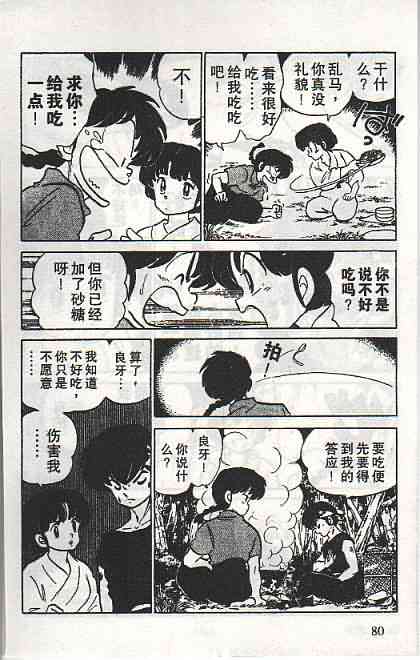 干什
么？
乱马，
你真没
礼貌！
看来很好
吃……
给我吃吃
吧！
不！
求你…
给我吃
一点！
你不是
说不好
吃吗？
但你已经
加了砂糖
呀！
拍！
算了，
良牙…
我知道
不好吃，
你只是
不愿意
……
……
伤害我
……
要吃便
先要得
到我的
答应！
良牙！
你说什
么？
80